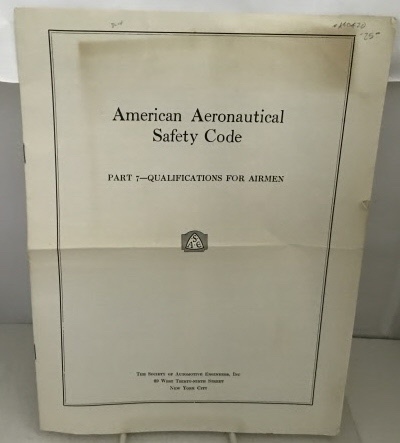 American Aeronautical
Safety Code
PART 7—QUALIFICATIONS FOR AIRMEN
SAE
THE SOCIETY OF AUTOMOTIVE ENGINEERS, INC
29 WEST THIRTY-NINTH STREET
NEW YORK CITY